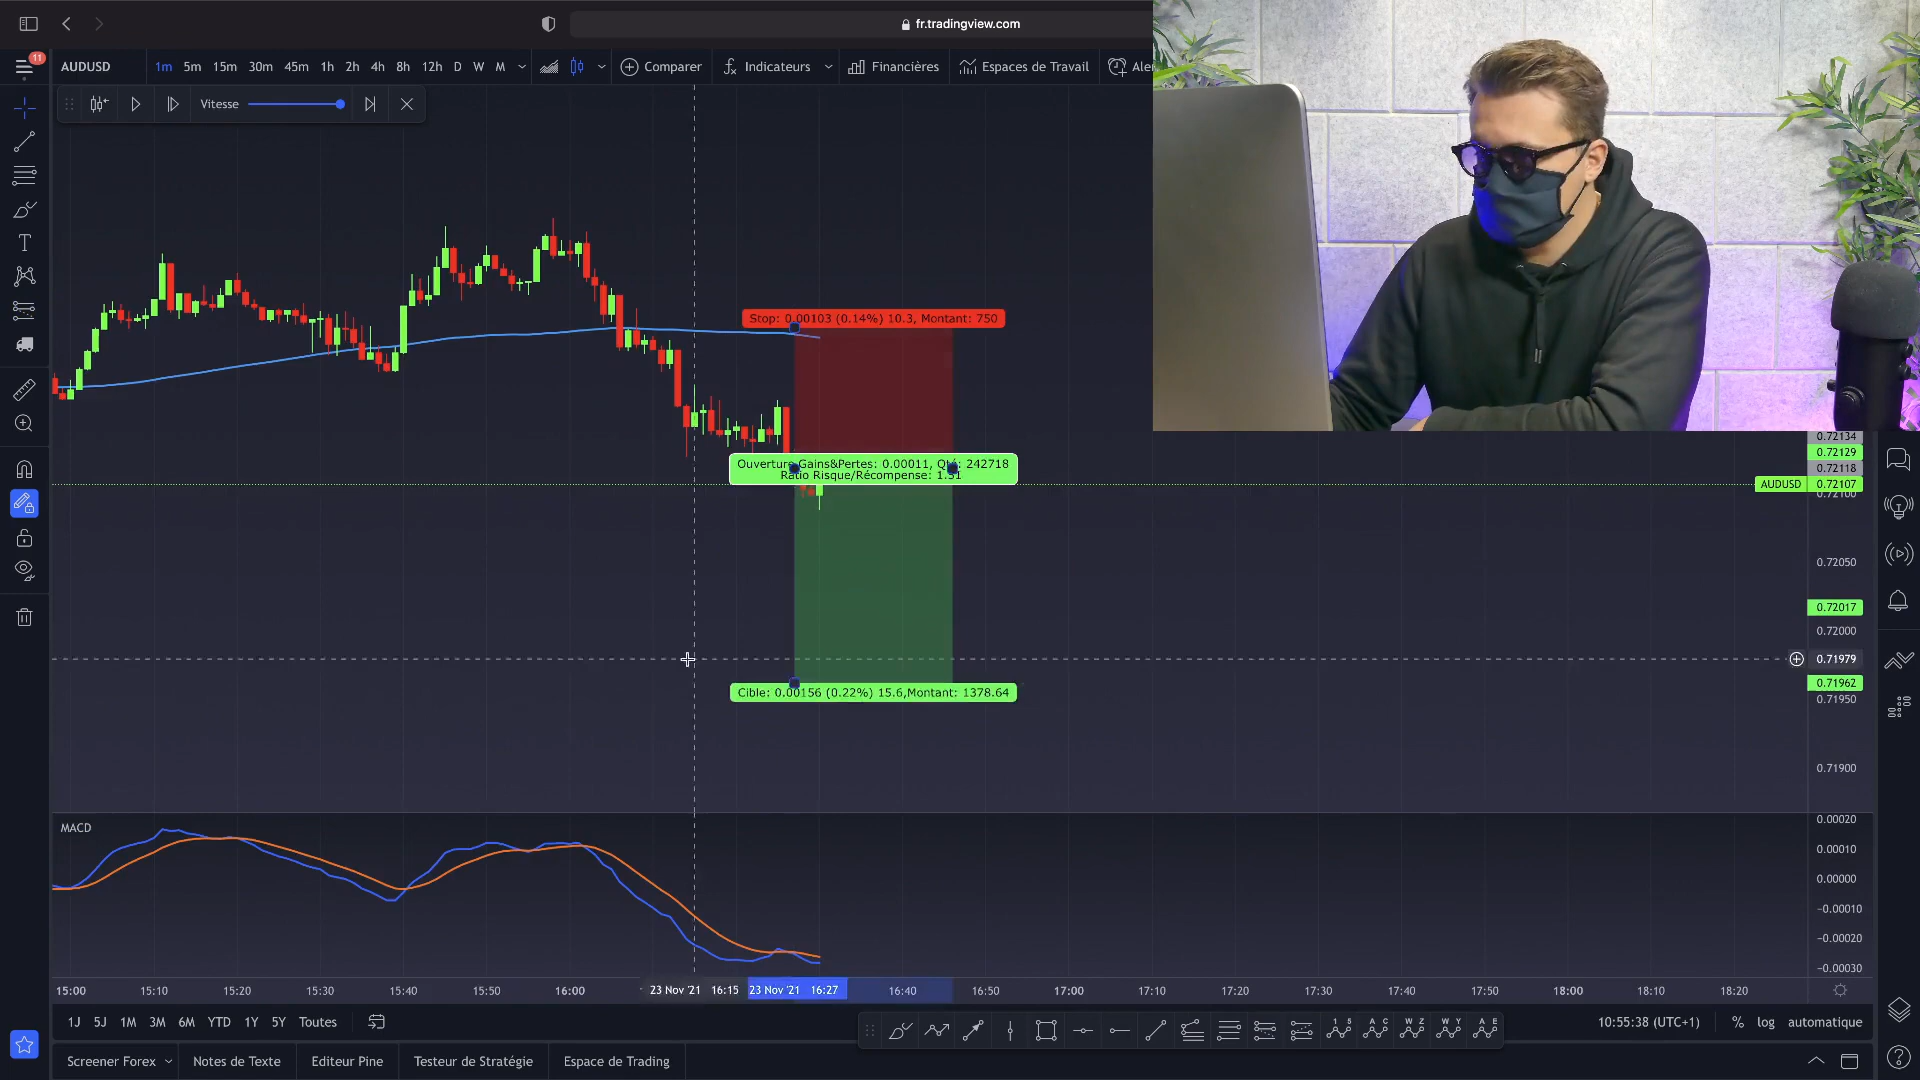 fr.tradingview.com
11
AUDUSD 1m 5m 15m 30m 45m 1h 2h 4h 8h 12h D W M Comparer Indicateurs Financières Espaces de Travail
Vitesse
Stop: 0.00103 (0.14%) 10.3, Montant: 750
Ouverture Gains&Pertes: 0.00011, Qté: 242718
Ratio Risque/Récompense: 1.51
Cible: 0.00156 (0.22%) 15.6,Montant: 1378.64
0.72134
0.72129
0.72118
AUDUSD 0.72107
0.72100
0.72050
0.72017
0.72000
0.71979
0.71962
0.71950
0.71900
MACD
0.00020
0.00010
0.00000
−0.00010
−0.00020
−0.00030
15:00 15:10 15:20 15:30 15:40 15:50 16:00 23 Nov '21 16:15 23 Nov '21 16:27 16:40 16:50 17:00 17:10 17:20 17:30 17:40 17:50 18:00 18:10 18:20
1J 5J 1M 3M 6M YTD 1Y 5Y Toutes
10:55:38 (UTC+1) % log automatique
Screener Forex Notes de Texte Editeur Pine Testeur de Stratégie Espace de Trading